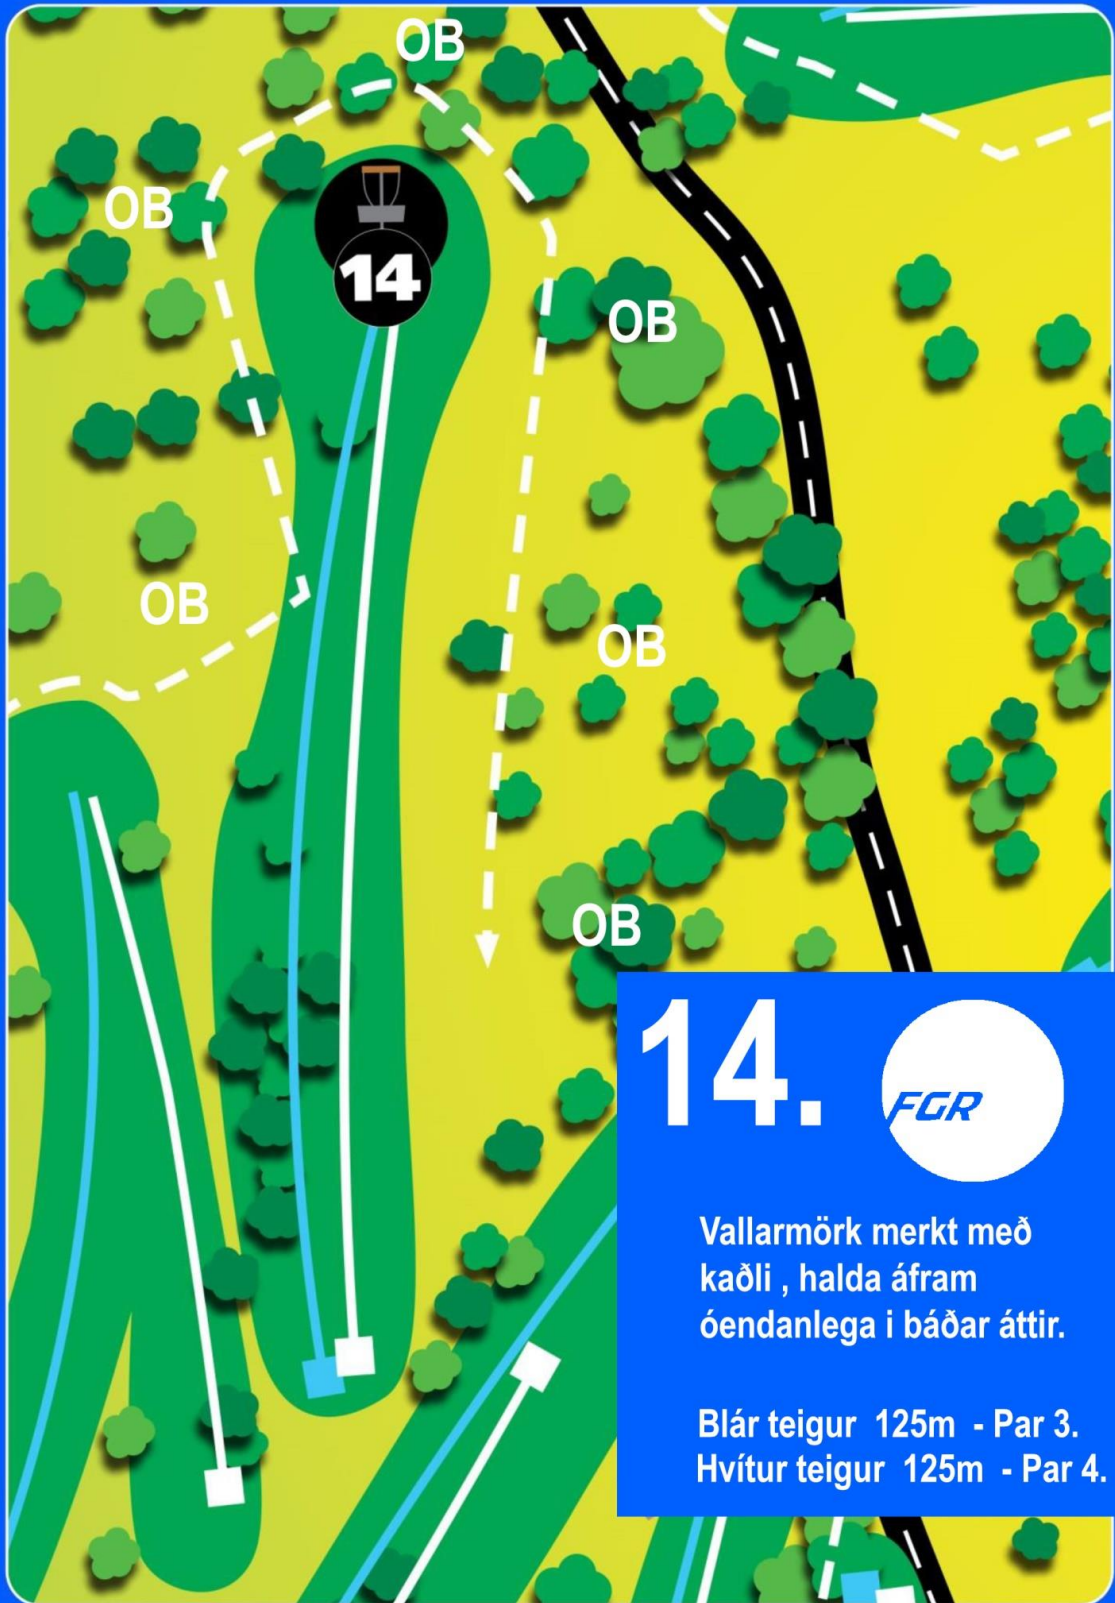 OB
OB
14
OB
OB
OB
OB
14.
FGR
Vallarmörk merkt með
kaðli , halda áfram
óendanlega i báðar áttir.
Blár teigur 125m - Par 3.
Hvítur teigur 125m - Par 4.